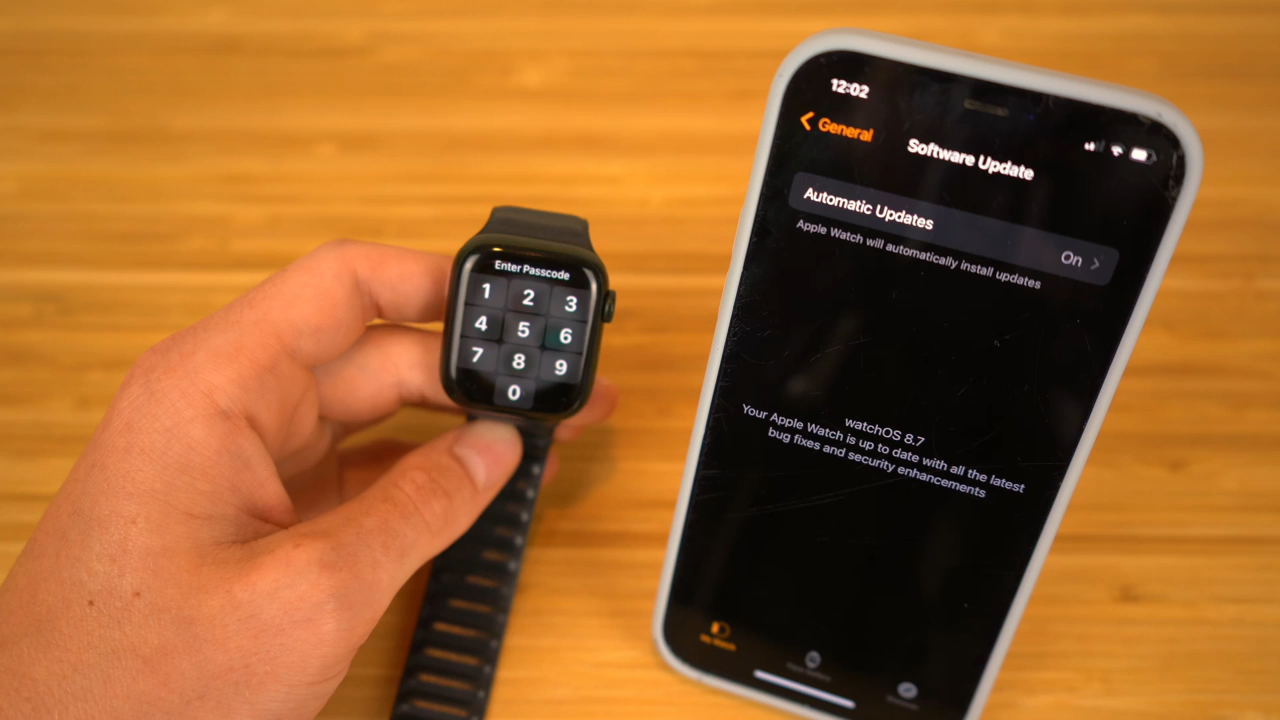 Enter Passcode
1 2 3
4 5 6
7 8 9
0
12:02
General
Software Update
Automatic Updates
On
Apple Watch will automatically install updates
watchOS 8.7
Your Apple Watch is up to date with all the latest
bug fixes and security enhancements
My Watch